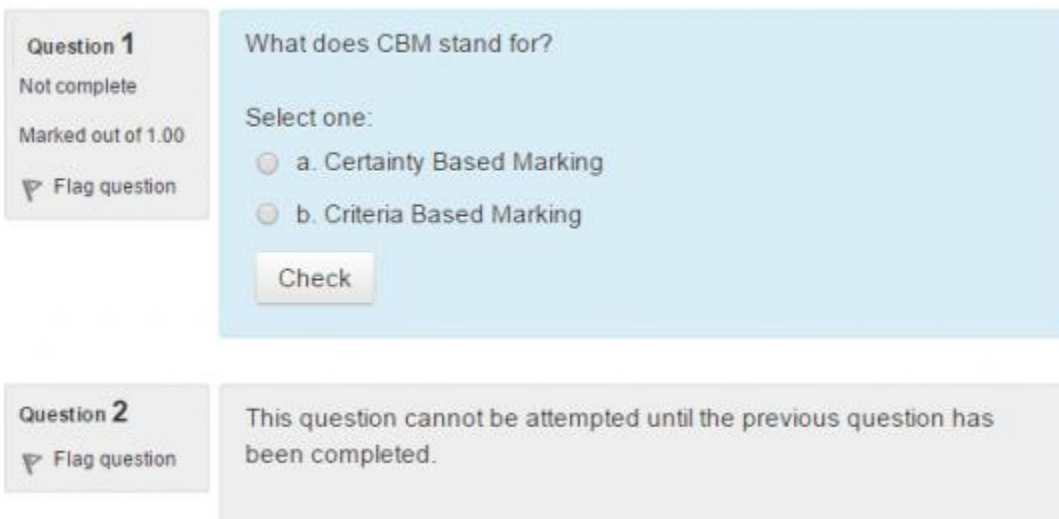 Question 1
Not complete
Marked out of 1.00
Flag question
What does CBM stand for?
Select one:
a. Certainty Based Marking
b. Criteria Based Marking
Check
Question 2
Flag question
This question cannot be attempted until the previous question has
been completed.